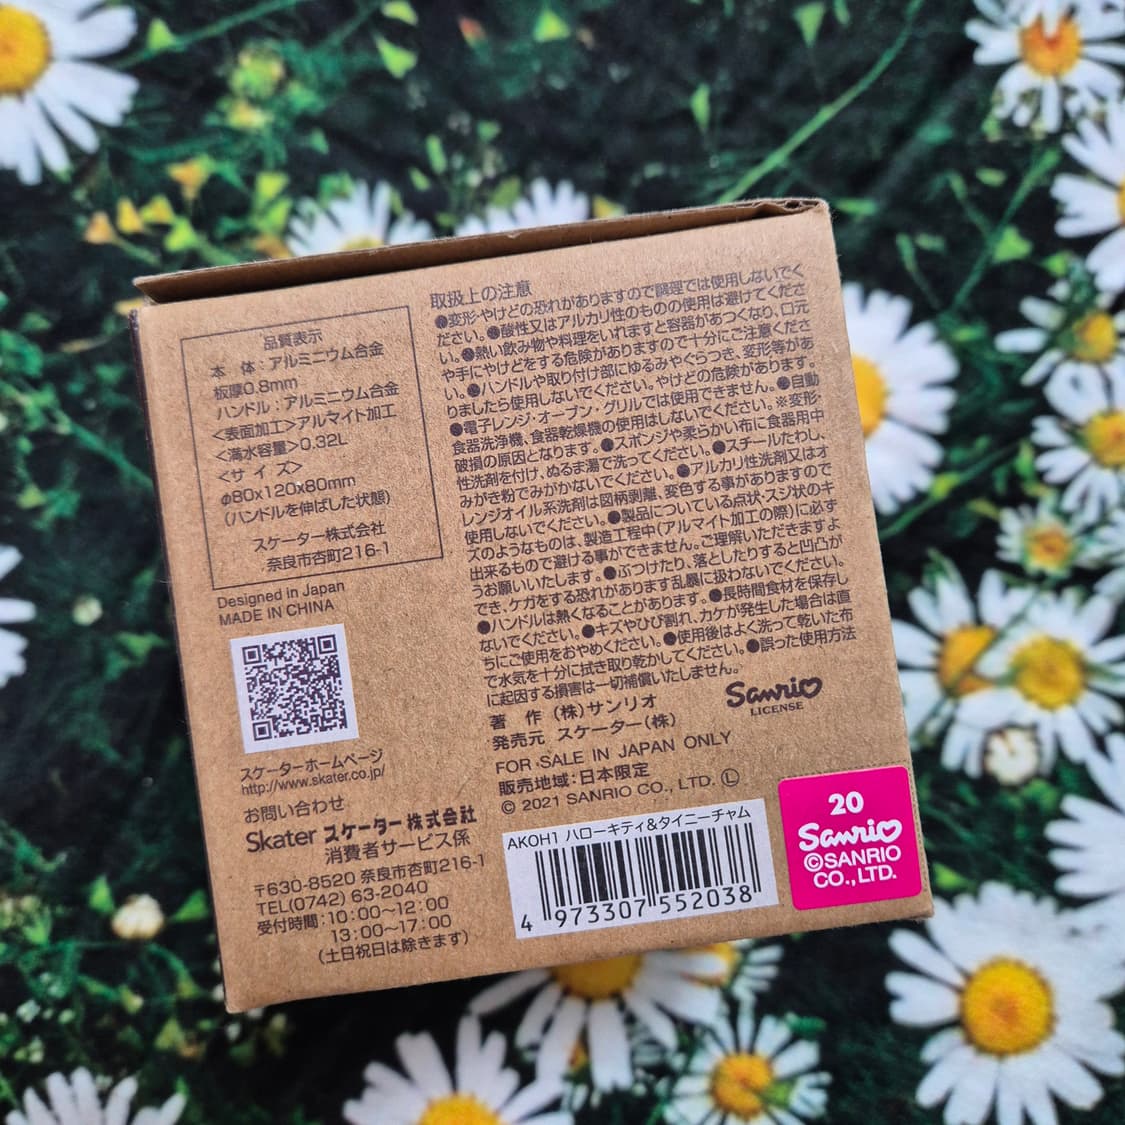 品質表示
本 体：アルミニウム合金
板厚0.8mm
ハンドル：アルミニウム合金
<表面加工>アルマイト加工
<満水容量>0.32L
<サ イ ズ>
φ80x120x80mm
(ハンドルを伸ばした状態)
スケーター株式会社
奈良市杏町216-1
Designed in Japan
MADE IN CHINA
スケーターホームページ
http://www.skater.co.jp/
お問い合わせ
Skater スケーター株式会社
消費者サービス係
〒630-8520 奈良市杏町216-1
TEL(0742) 63-2040
受付時間：10：00～12：00
13：00～17：00
(土日祝日は除きます)
取扱上の注意
●変形・やけどの恐れがありますので調理では使用しないでく
ださい。●酸性又はアルカリ性のものの使用は避けてくださ
い。●熱い飲み物や料理をいれますと容器があつくなり、口元
や手にやけどをする危険がありますので十分にご注意くださ
い。●ハンドルや取り付け部にゆるみやぐらつき、変形等があ
りましたら使用しないでください。やけどの危険があります。
●電子レンジ・オーブン・グリルでは使用できません。●自動
食器洗浄機、食器乾燥機の使用はしないでください。※変形・
破損の原因となります。●スポンジや柔らかい布に食器用中
性洗剤を付け、ぬるま湯で洗ってください。●スチールたわし、
みがき粉でみがかないでください。●アルカリ性洗剤又はオ
レンジオイル系洗剤は図柄剥離、変色する事がありますので
使用しないでください。●製品についている点状・スジ状のキ
ズのようなものは、製造工程中(アルマイト加工の際)に必ず
出来るもので避ける事ができません。ご理解いただきますよ
うお願いいたします。●ぶつけたり、落としたりすると凹凸が
でき、ケガをする恐れがあります乱暴に扱わないでください。
●ハンドルは熱くなることがあります。●長時間食材を保存し
ないでください。●キズやひび割れ、カケが発生した場合は直
ちにご使用をおやめください。●使用後はよく洗って乾いた布
で水気を十分に拭き取り乾かしてください。●誤った使用方法
に起因する損害は一切補償いたしません。
著 作 (株)サンリオ
発売元 スケーター(株)
Sanrio
LICENSE
FOR SALE IN JAPAN ONLY
販売地域：日本限定
© 2021 SANRIO CO., LTD. Ⓛ
AKOH1 ハローキティ&タイニーチャム
4 973307 552038
20
Sanrio
©SANRIO
CO., LTD.